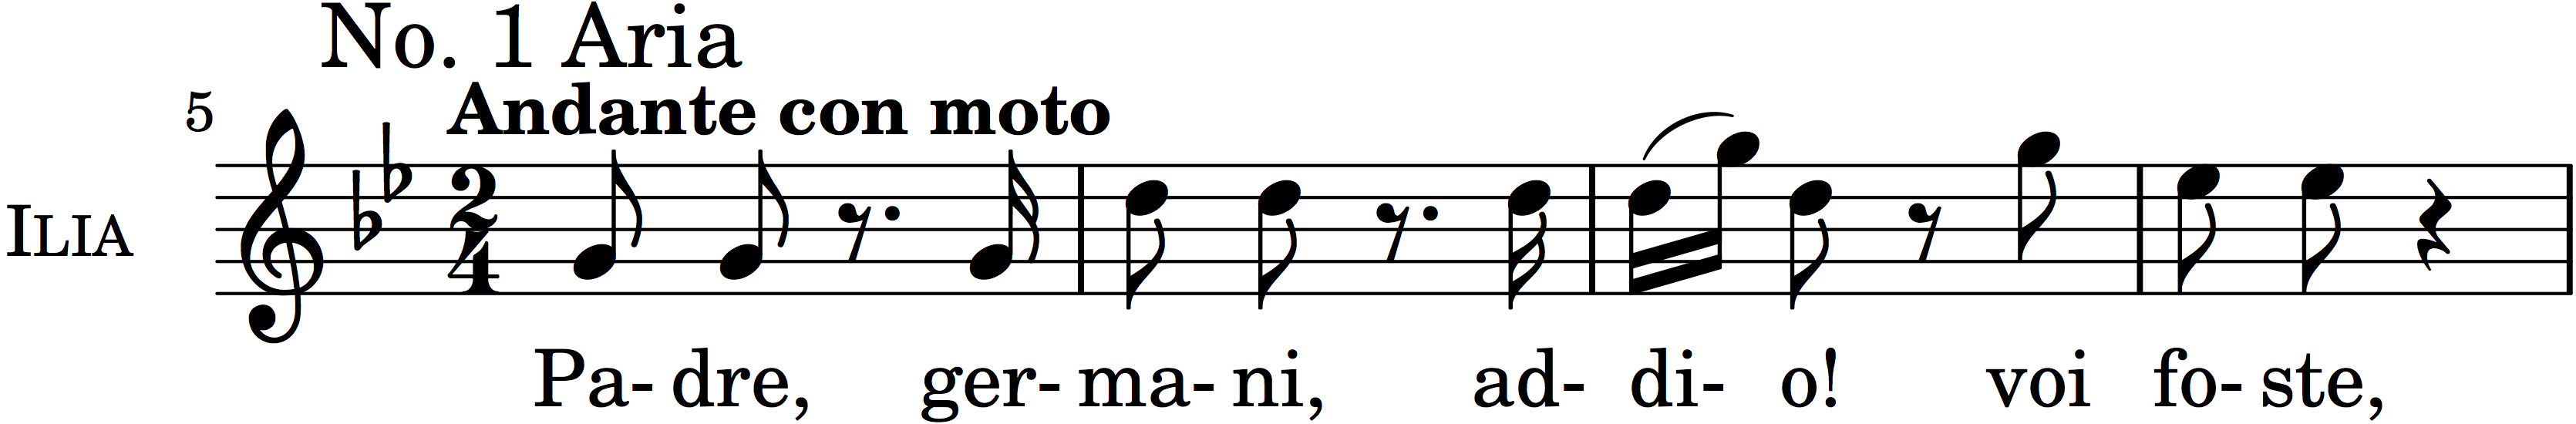 No. 1 Aria
Andante con moto
5
ILIA
2
4
Pa- dre, ger- ma- ni, ad- di- o! voi fo- ste,